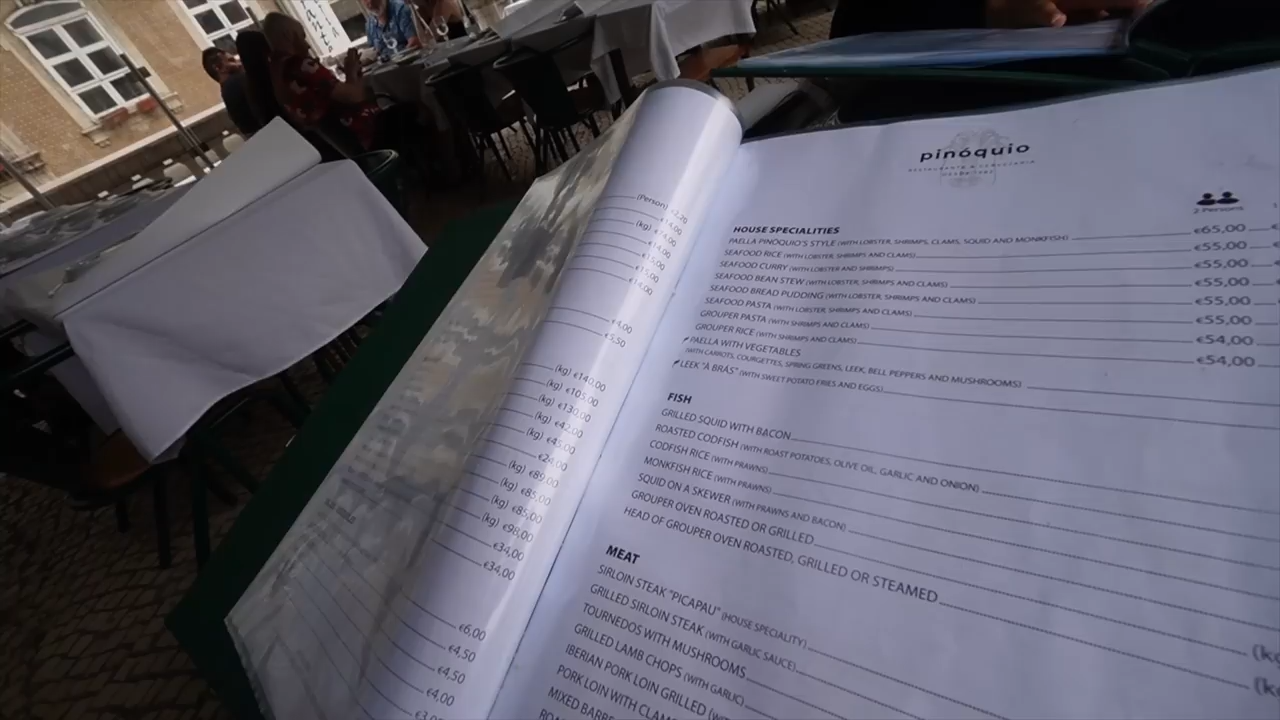 (Person) €2,20
€14,00
(kg)
€14,00
€15,00
€15,00
€14,00
€4,00
€5,50
(kg) €140,00
(kg) €105,00
(kg) €130,00
(kg) €42,00
(kg) €45,00
€24,00
(kg) €89,00
(kg) €85,00
(kg) €85,00
(kg) €98,00
€34,00
€34,00
€6,00
€4,50
€4,50
€4,00
pinóquio
2 Persons
HOUSE SPECIALITIES
PAELLA PINÓQUIO'S STYLE (WITH LOBSTER, SHRIMPS, CLAMS, SQUID AND MONKFISH) €65,00
SEAFOOD RICE (WITH LOBSTER, SHRIMPS AND CLAMS) €55,00
SEAFOOD CURRY (WITH LOBSTER AND SHRIMPS) €55,00
SEAFOOD BEAN STEW (WITH LOBSTER, SHRIMPS AND CLAMS) €55,00
SEAFOOD BREAD PUDDING (WITH LOBSTER, SHRIMPS AND CLAMS) €55,00
SEAFOOD PASTA (WITH LOBSTER, SHRIMPS AND CLAMS) €55,00
GROUPER PASTA (WITH SHRIMPS AND CLAMS) €54,00
GROUPER RICE (WITH SHRIMPS AND CLAMS) €54,00
PAELLA WITH VEGETABLES
(WITH CARROTS, COURGETTES, SPRING GREENS, LEEK, BELL PEPPERS AND MUSHROOMS)
LEEK "À BRÁS" (WITH SWEET POTATO FRIES AND EGGS)
FISH
GRILLED SQUID WITH BACON
ROASTED CODFISH (WITH ROAST POTATOES, OLIVE OIL, GARLIC AND ONION)
CODFISH RICE (WITH PRAWNS)
MONKFISH RICE (WITH PRAWNS)
SQUID ON A SKEWER (WITH PRAWNS AND BACON)
GROUPER OVEN ROASTED OR GRILLED
HEAD OF GROUPER OVEN ROASTED, GRILLED OR STEAMED
MEAT
SIRLOIN STEAK "PICAPAU" (HOUSE SPECIALITY)
GRILLED SIRLOIN STEAK (WITH GARLIC SAUCE)
TOURNEDOS WITH MUSHROOMS
GRILLED LAMB CHOPS (WITH GARLIC)
IBERIAN PORK LOIN GRILLED
PORK LOIN WITH
MIXED